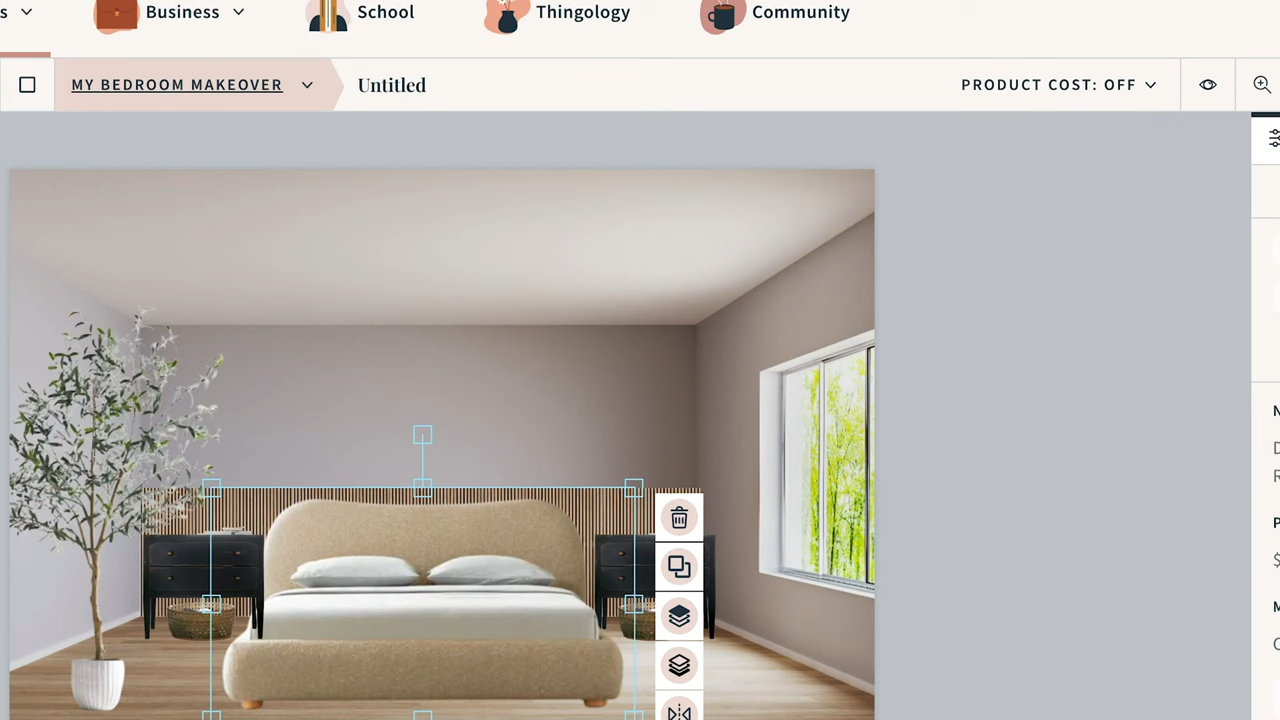 s
Business
School
Thingology
Community
MY BEDROOM MAKEOVER
Untitled
PRODUCT COST: OFF
N
D
R
P
$
M
C